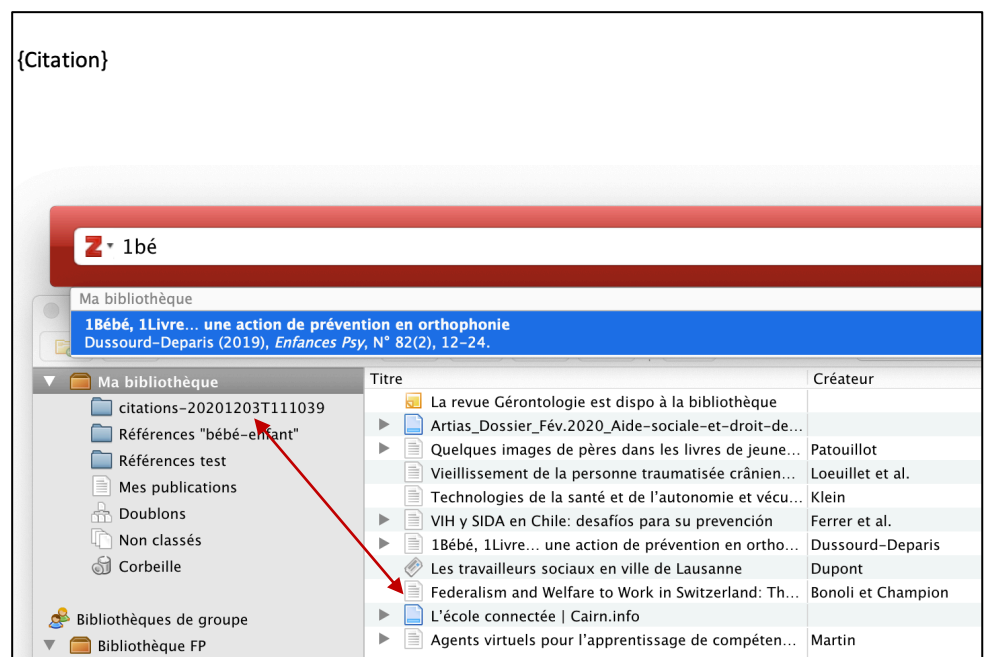 {Citation}
Z 1bé
Ma bibliothèque
1Bébé, 1Livre... une action de prévention en orthophonie
Dussourd-Deparis (2019), Enfances Psy, N° 82(2), 12-24.
Ma bibliothèque
citations-20201203T111039
Références "bébé-enfant"
Références test
Mes publications
Doublons
Non classés
Corbeille
Bibliothèques de groupe
Bibliothèque FP
Titre Créateur
La revue Gérontologie est dispo à la bibliothèque
Artias_Dossier_Fév.2020_Aide-sociale-et-droit-de...
Quelques images de pères dans les livres de jeune... Patouillot
Vieillissement de la personne traumatisée crânien... Loeuillet et al.
Technologies de la santé et de l'autonomie et vécu... Klein
VIH y SIDA en Chile: desafíos para su prevención Ferrer et al.
1Bébé, 1Livre... une action de prévention en ortho... Dussourd-Deparis
Les travailleurs sociaux en ville de Lausanne Dupont
Federalism and Welfare to Work in Switzerland: Th... Bonoli et Champion
L'école connectée | Cairn.info
Agents virtuels pour l'apprentissage de compéten... Martin